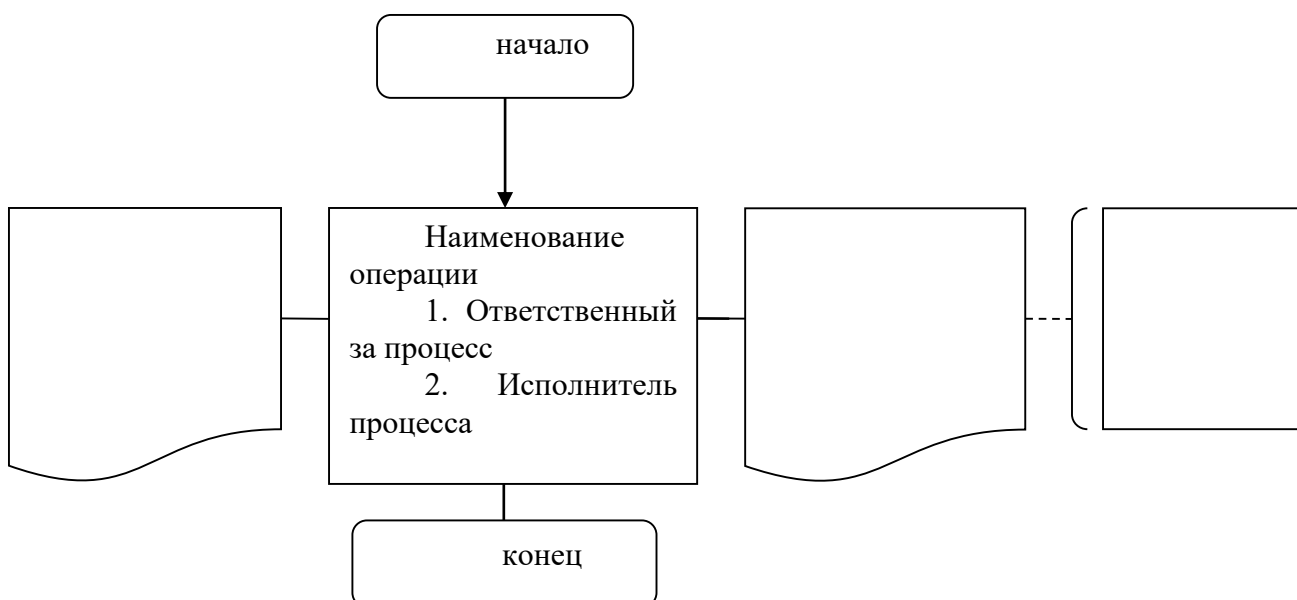 начало
Наименование
операции
1. Ответственный
за процесс
2. Исполнитель
процесса
конец